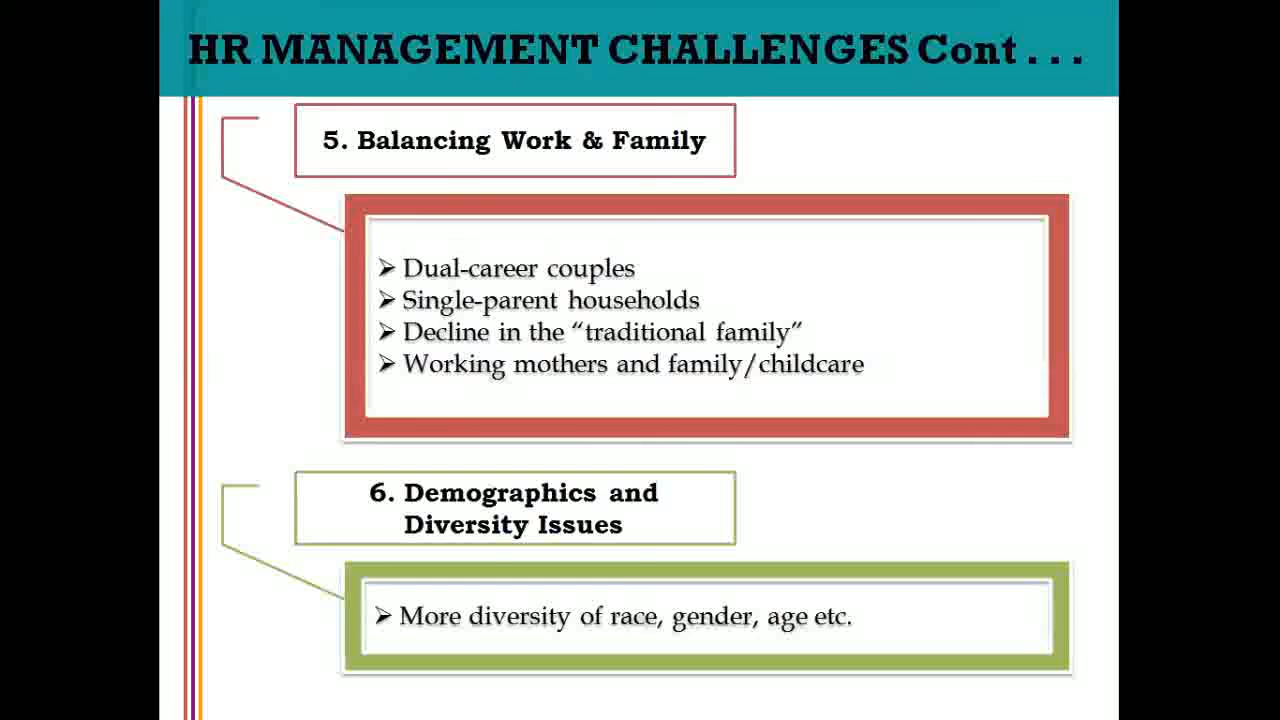 HR MANAGEMENT CHALLENGES Cont . . .
5. Balancing Work & Family
➢ Dual-career couples
➢ Single-parent households
➢ Decline in the “traditional family”
➢ Working mothers and family/childcare
6. Demographics and
Diversity Issues
➢ More diversity of race, gender, age etc.